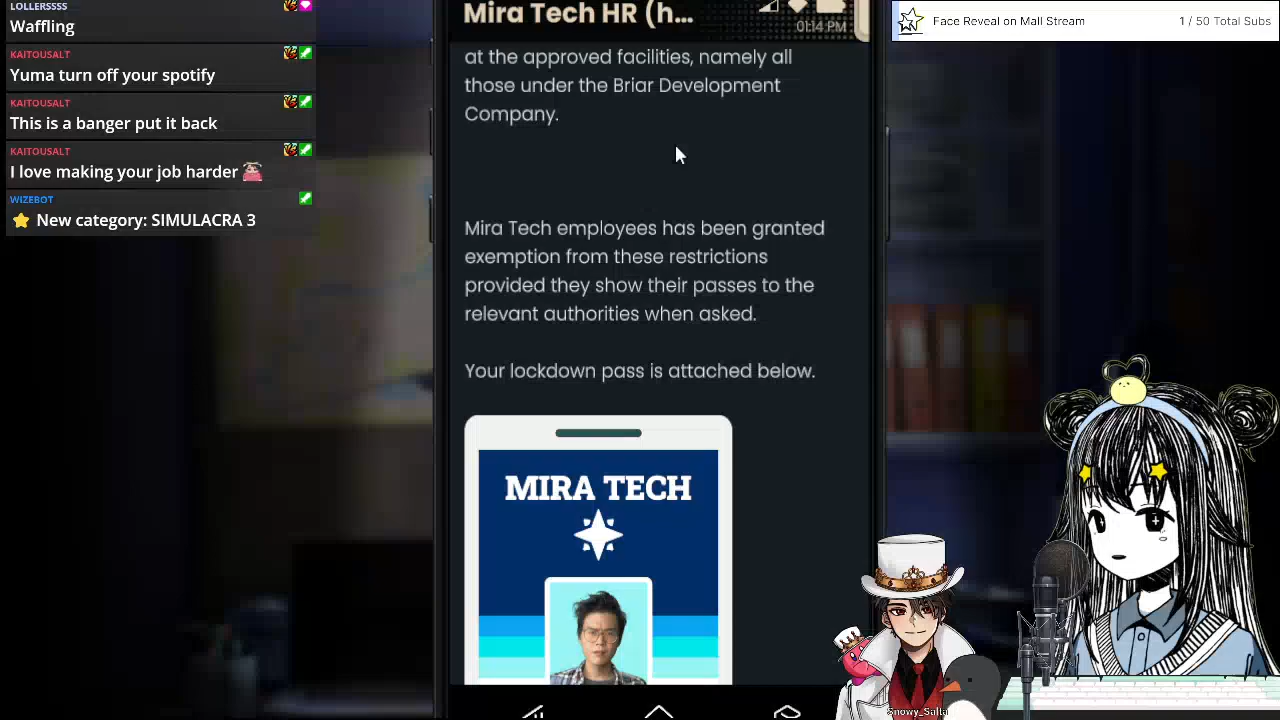 LOLLERSSSS
Waffling
KAITOUSALT
Yuma turn off your spotify
KAITOUSALT
This is a banger put it back
KAITOUSALT
I love making your job harder
WIZEBOT
New category: SIMULACRA 3
Mira Tech HR (h...
01:14 PM
at the approved facilities, namely all
those under the Briar Development
Company.
Mira Tech employees has been granted
exemption from these restrictions
provided they show their passes to the
relevant authorities when asked.
Your lockdown pass is attached below.
MIRA TECH
Face Reveal on Mall Stream
1 / 50 Total Subs
Snowy_Salta